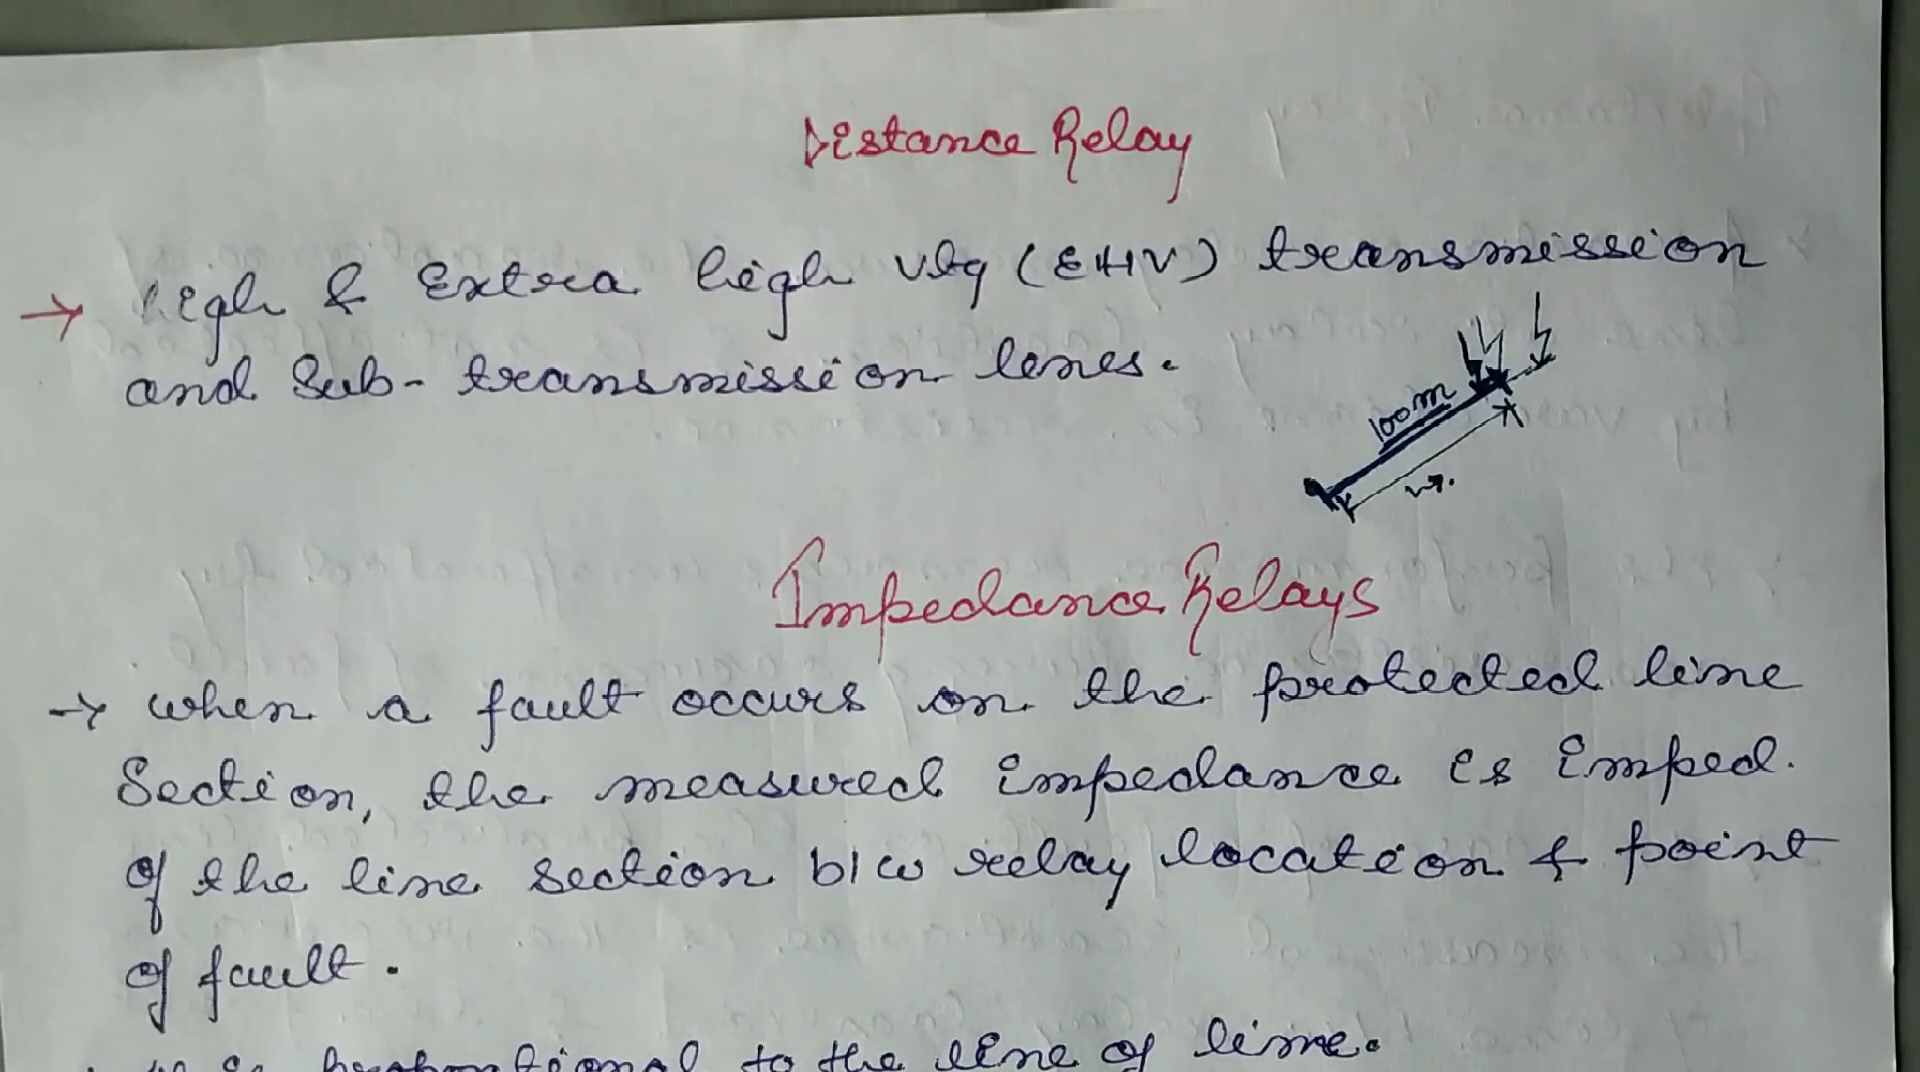 Distance Relay
→ high & Extra high vtg (EHV) transmission
and Sub-transmission lines.
100m
Impedance Relays
→ when a fault occurs on the protected line
Section, the measured impedance is imped.
of the line section b/w relay location & point
of fault.
proportional to the line of line.